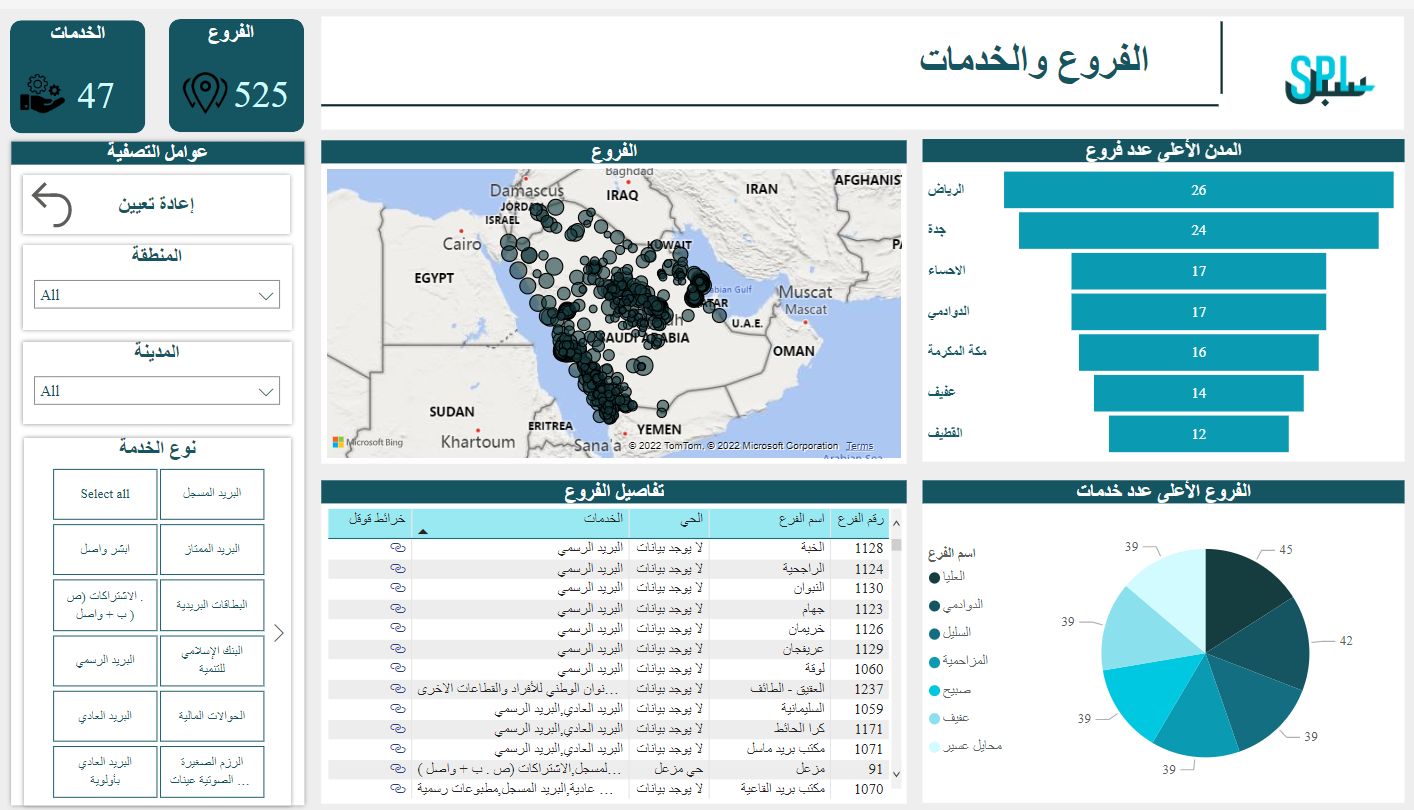 الخدمات
47
الفروع
525
الفروع والخدمات
SPL سبل
عوامل التصفية
إعادة تعيين
المنطقة
All
المدينة
All
نوع الخدمة
البريد المسجل
Select all
البريد الممتاز
ابشر واصل
البطاقات البريدية
الاشتراكات (ص .
ب + واصل )
البنك الإسلامي
للتنمية
البريد الرسمي
الحوالات المالية
البريد العادي
الرزم الصغيرة
الصوتية عينات ...
البريد العادي
بأولوية
الفروع
Damascus
Baghdad
IRAQ
IRAN
AFGHANIS
JORDAN
ISRAEL
Cairo
KUWAIT
EGYPT
abian Gulf
QATAR
Muscat
Mascat
U.A.E.
SAUDI ARABIA
OMAN
SUDAN
ERITREA
YEMEN
Khartoum
Sana'a
Microsoft Bing
© 2022 TomTom, © 2022 Microsoft Corporation Terms
Arabian Sea
المدن الأعلى عدد فروع
الرياض 26
جدة 24
الاحساء 17
الدوادمي 17
مكة المكرمة 16
عفيف 14
القطيف 12
تفاصيل الفروع
رقم الفرع اسم الفرع الحي الخدمات خرائط قوقل
1128 الخبة لا يوجد بيانات البريد الرسمي
1124 الراجحية لا يوجد بيانات البريد الرسمي
1130 النبوان لا يوجد بيانات البريد الرسمي
1123 جهام لا يوجد بيانات البريد الرسمي
1126 خريمان لا يوجد بيانات البريد الرسمي
1129 عريفجان لا يوجد بيانات البريد الرسمي
1060 لوقة لا يوجد بيانات البريد الرسمي
1237 العقيق - الطائف لا يوجد بيانات ...نوان الوطني للأفراد والقطاعات الاخرى
1059 السليمانية لا يوجد بيانات البريد العادي,البريد الرسمي
1171 كرا الحائط لا يوجد بيانات البريد العادي,البريد الرسمي
1071 مكتب بريد ماسل لا يوجد بيانات البريد العادي,البريد الرسمي
91 مزعل حي مزعل ...لمسجل,الاشتراكات (ص . ب + واصل )
1070 مكتب بريد القاعية لا يوجد بيانات ... عادية,البريد المسجل,مطبوعات رسمية
الفروع الأعلى عدد خدمات
اسم الفرع
العليا
الدوادمي
السليل
المزاحمية
صبيح
عفيف
محايل عسير
45
42
39
39
39
39
39